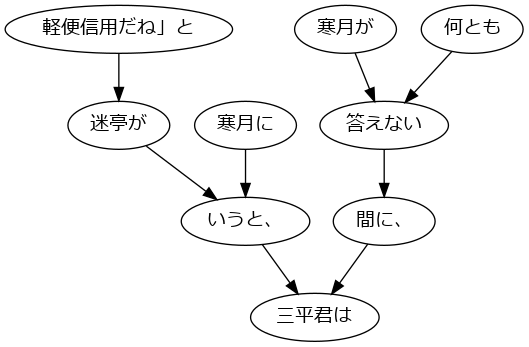 軽便信用だね」と
寒月が
何とも
迷亭が
寒月に
答えない
いうと、
間に、
三平君は